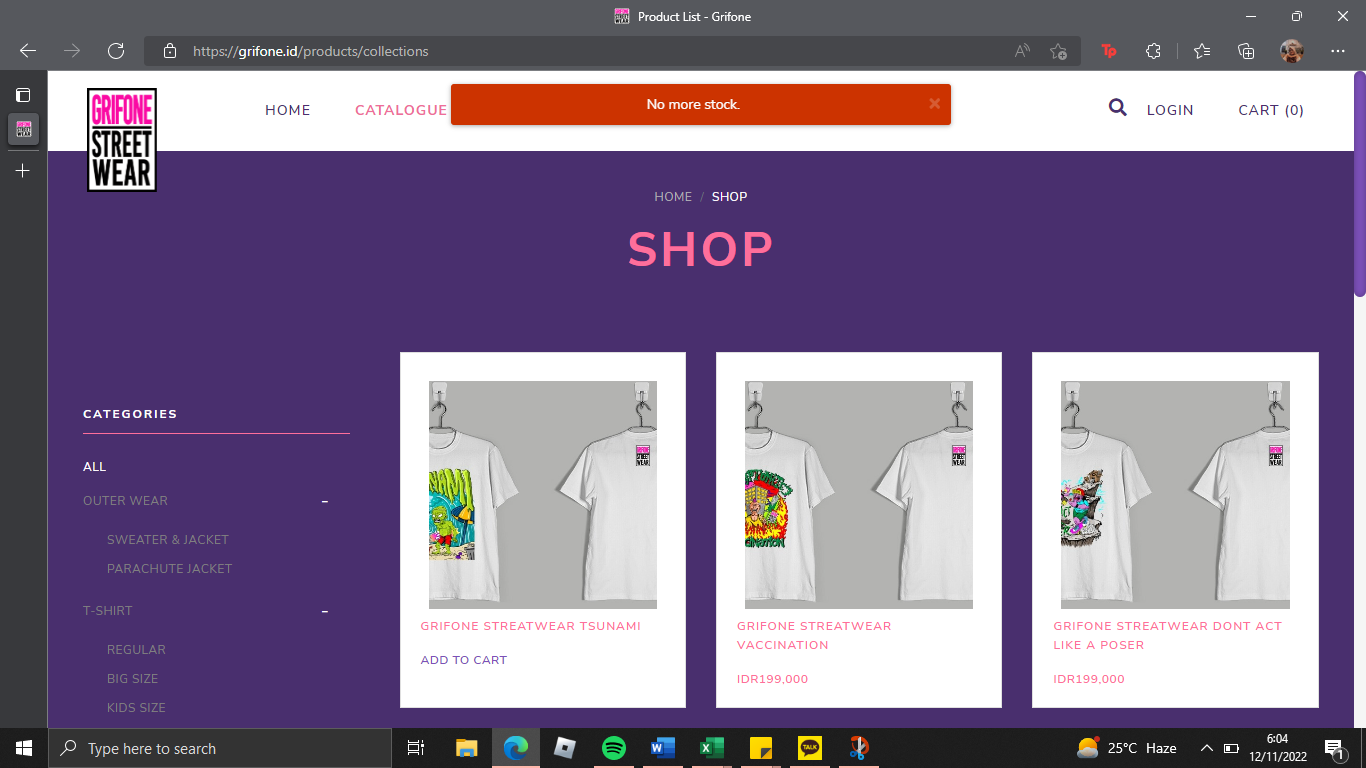 Product List - Grifone
https://grifone.id/products/collections
GRIFONE
STREET
WEAR
HOME
CATALOGUE
No more stock.
LOGIN
CART (0)
HOME / SHOP
SHOP
CATEGORIES
ALL
OUTER WEAR
SWEATER & JACKET
PARACHUTE JACKET
T-SHIRT
REGULAR
BIG SIZE
KIDS SIZE
GRIFONE STREATWEAR TSUNAMI
ADD TO CART
GRIFONE STREATWEAR
VACCINATION
IDR199,000
GRIFONE STREATWEAR DONT ACT
LIKE A POSER
IDR199,000
Type here to search
25°C Haze
6:04
12/11/2022
1